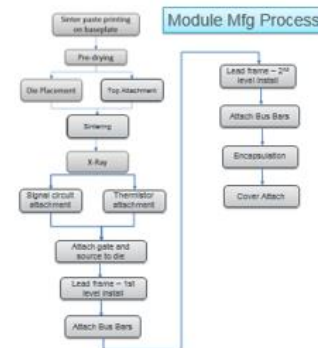 Module Mfg Process
Sinter paste printing
on baseplate
Pre-drying
Die Placement
Top Attachment
Sintering
X-Ray
Signal circuit
attachment
Thermistor
attachment
Attach gate and
source to die
Lead frame – 1st
level install
Attach Bus Bars
Lead frame – 2nd
level install
Attach Bus Bars
Encapsulation
Cover Attach